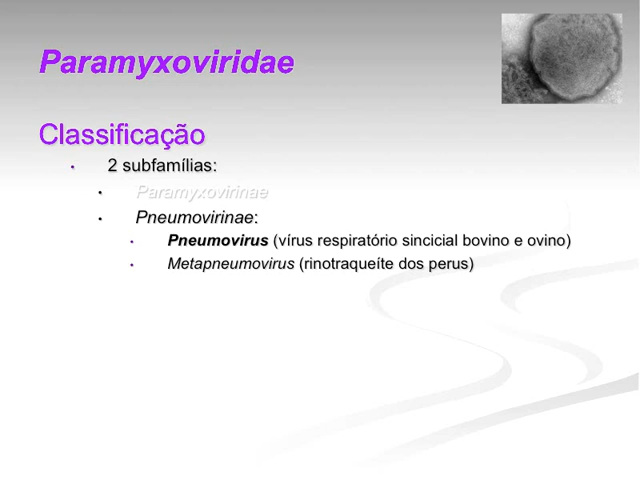 Paramyxoviridae
Classificação
• 2 subfamílias:
• Paramyxovirinae
• Pneumovirinae:
• Pneumovirus (vírus respiratório sincicial bovino e ovino)
• Metapneumovirus (rinotraqueíte dos perus)